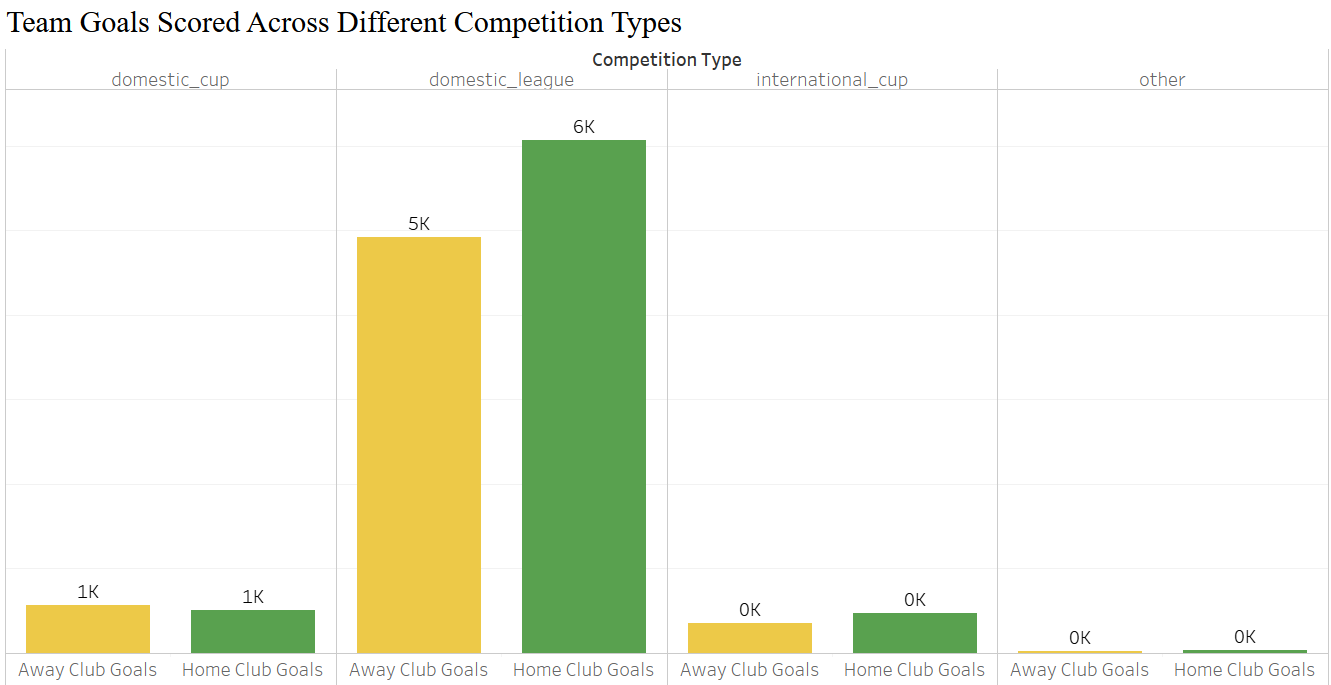 Team Goals Scored Across Different Competition Types
Competition Type
domestic_cup domestic_league international_cup other
6K
5K
1K 1K 0K 0K 0K 0K
Away Club Goals Home Club Goals Away Club Goals Home Club Goals Away Club Goals Home Club Goals Away Club Goals Home Club Goals